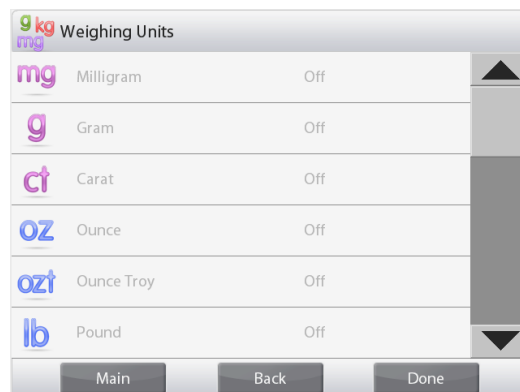 g kg mg Weighing Units
mg Milligram Off
g Gram Off
ct Carat Off
oz Ounce Off
ozt Ounce Troy Off
lb Pound Off
Main Back Done